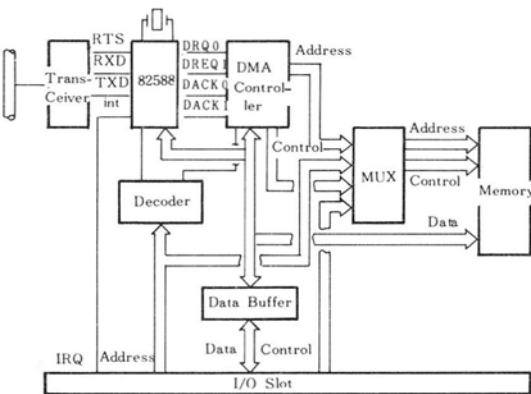 RTS
RXD
TXD
int
Trans-
Ceiver
82588
DRQ0
DREQ1
DACK0
DACK1
DMA
Control-
ler
Address
Control
MUX
Address
Control
Memory
Decoder
Data
Data Buffer
Data
Control
IRQ
Address
I/O Slot